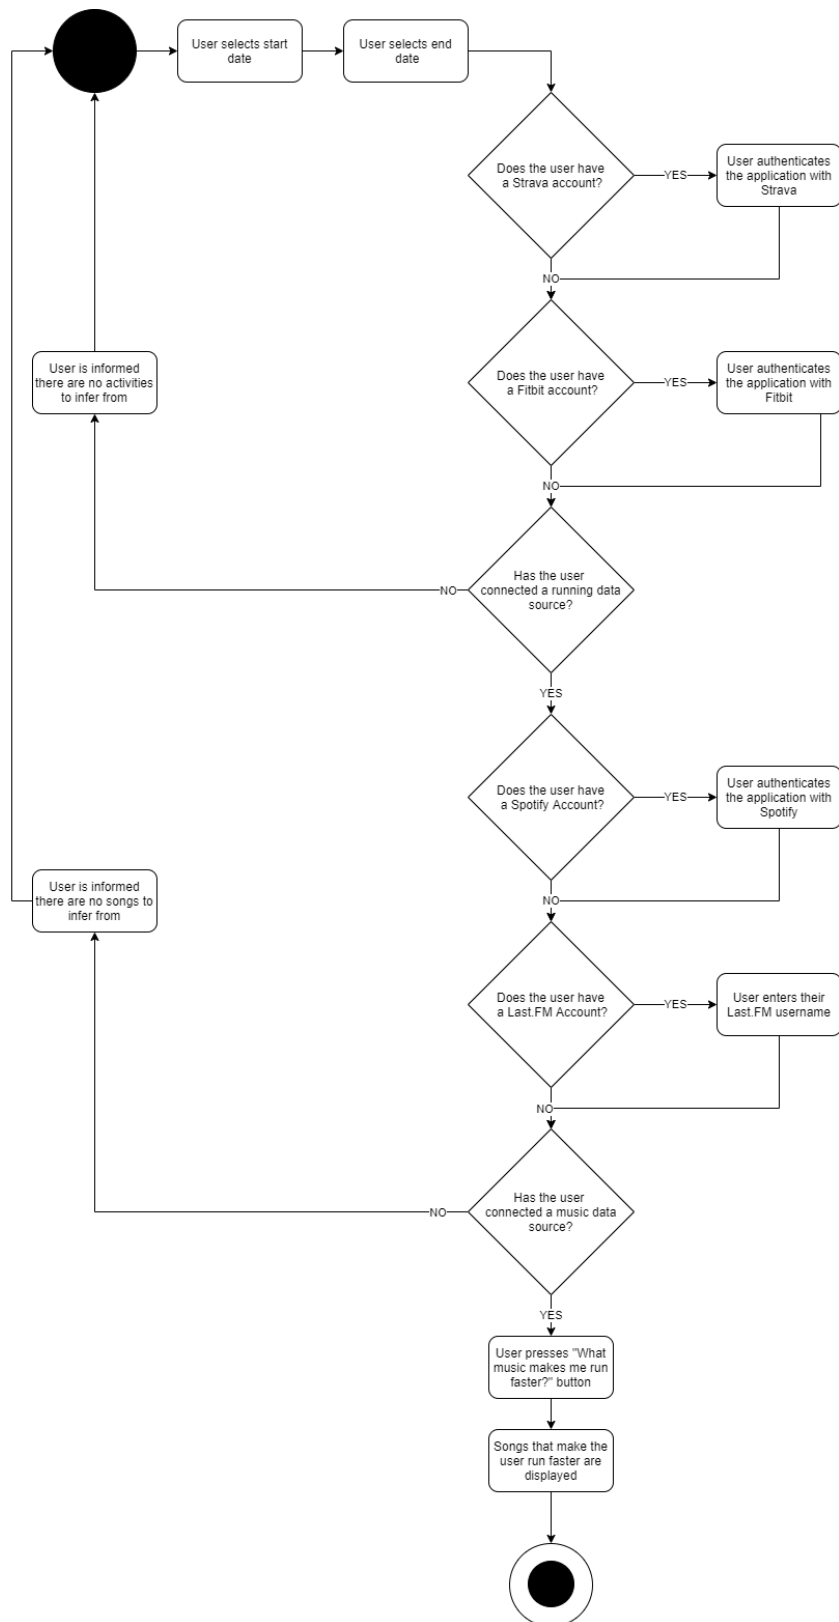 User selects start
date
User selects end
date
Does the user have
a Strava account?
YES
User authenticates
the application with
Strava
NO
User is informed
there are no activities
to infer from
Does the user have
a Fitbit account?
YES
User authenticates
the application with
Fitbit
NO
Has the user
connected a running data
source?
NO
YES
Does the user have
a Spotify Account?
YES
User authenticates
the application with
Spotify
User is informed
there are no songs to
infer from
NO
Does the user have
a Last.FM Account?
YES
User enters their
Last.FM username
NO
Has the user
connected a music data
source?
NO
YES
User presses "What
music makes me run
faster?" button
Songs that make the
user run faster are
displayed